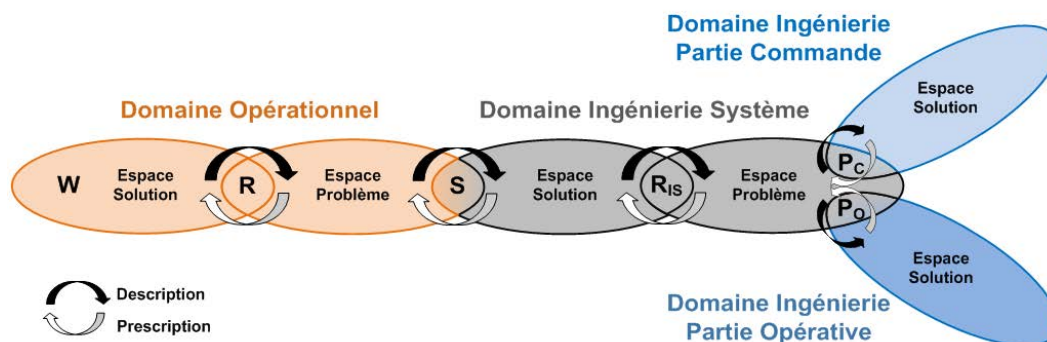 Domaine Ingénierie
Partie Commande
Espace
Solution
Domaine Opérationnel
Domaine Ingénierie Système
W
Espace
Solution
R
Espace
Problème
S
Espace
Solution
RIS
Espace
Problème
PC
PO
Espace
Solution
Description
Prescription
Domaine Ingénierie
Partie Opérative